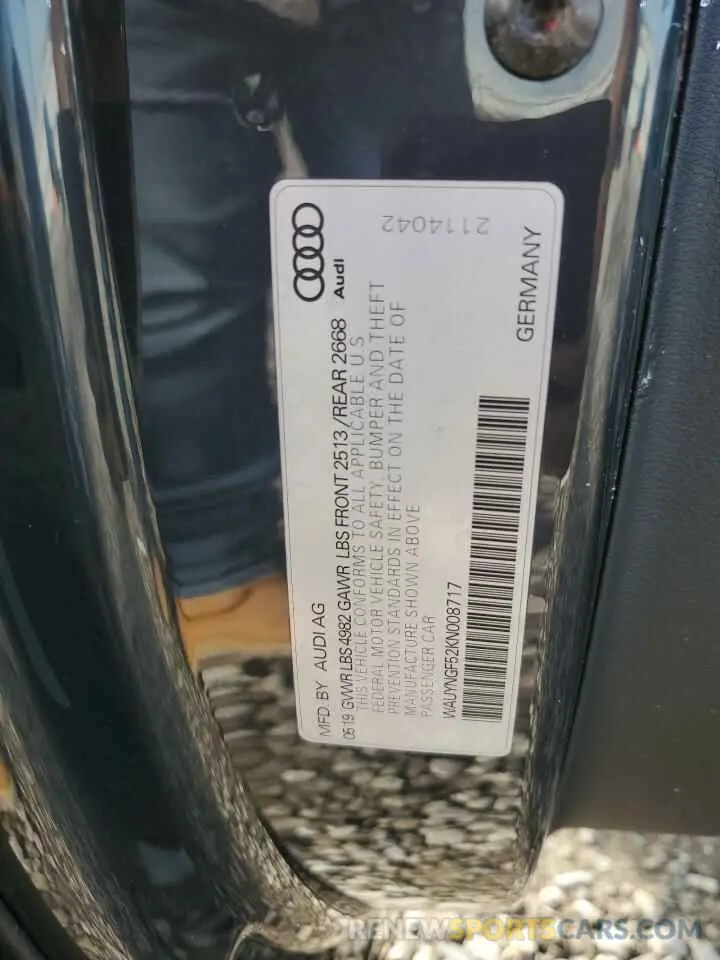 Audi
MFD. BY AUDI AG
0519 GVWR LBS 4982 GAWR LBS FRONT 2513 /REAR 2668
THIS VEHICLE CONFORMS TO ALL APPLICABLE U S
FEDERAL MOTOR VEHICLE SAFETY, BUMPER AND THEFT
PREVENTION STANDARDS IN EFFECT ON THE DATE OF
MANUFACTURE SHOWN ABOVE
PASSENGER CAR
WAUYNGF52KN008717
GERMANY
2114042
RENEWSPORTSCARS.COM